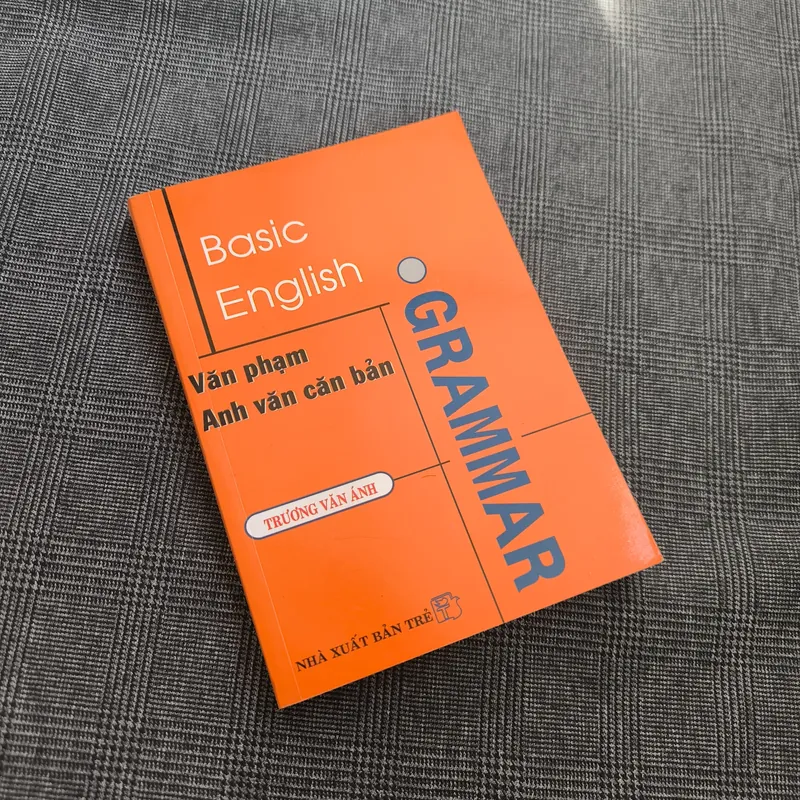 Basic
English
GRAMMAR
Văn phạm
Anh văn căn bản
TRƯƠNG VĂN ÁNH
NHÀ XUẤT BẢN TRẺ